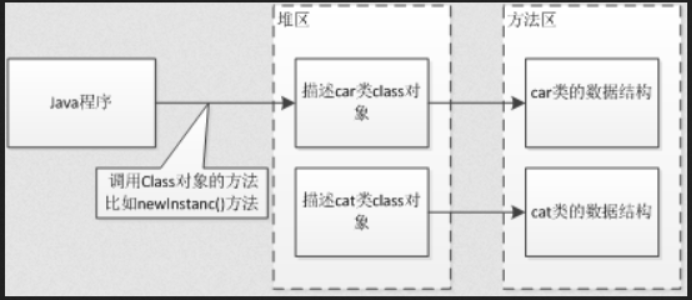 堆区
方法区
Java程序
描述car类class对
象
car类的数据结构
调用Class对象的方法
比如newInstanc()方法
描述cat类class对
象
cat类的数据结构